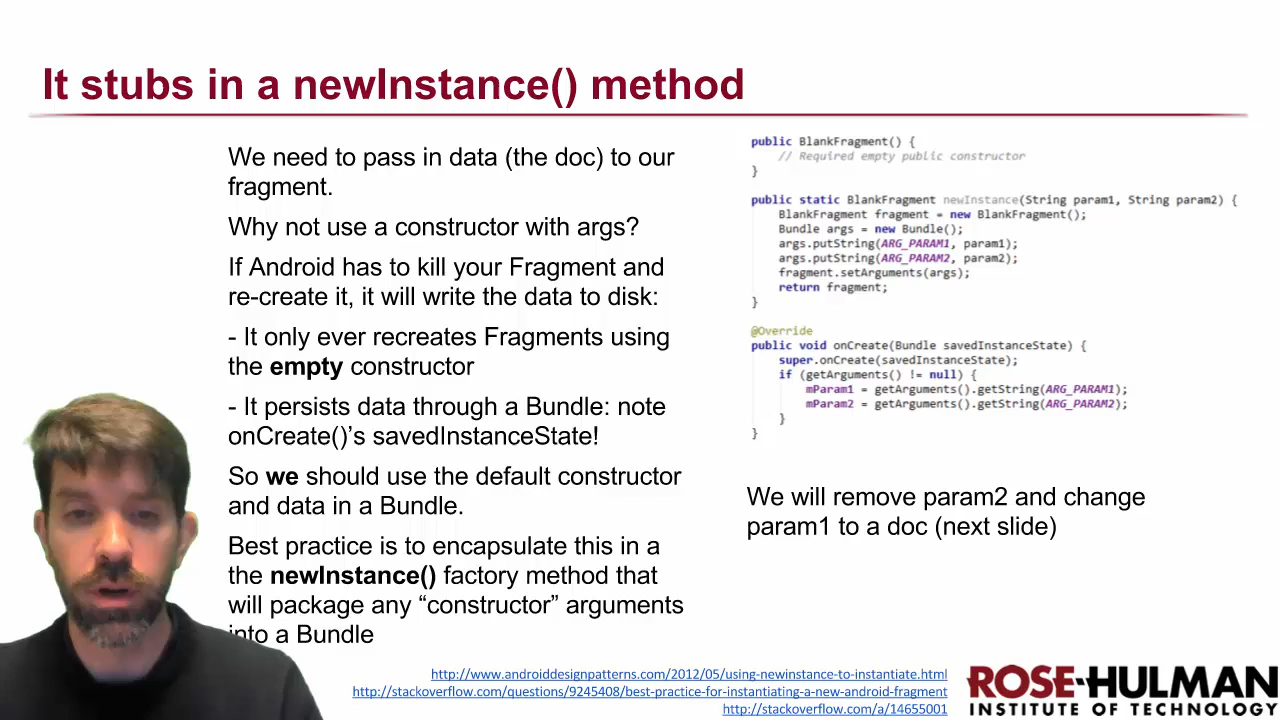 It stubs in a newInstance() method
We need to pass in data (the doc) to our
fragment.
Why not use a constructor with args?
If Android has to kill your Fragment and
re-create it, it will write the data to disk:
- It only ever recreates Fragments using
the empty constructor
- It persists data through a Bundle: note
onCreate()'s savedInstanceState!
So we should use the default constructor
and data in a Bundle.
Best practice is to encapsulate this in a
the newInstance() factory method that
will package any “constructor” arguments
into a Bundle
public BlankFragment() {
// Required empty public constructor
}
public static BlankFragment newInstance(String param1, String param2) {
BlankFragment fragment = new BlankFragment();
Bundle args = new Bundle();
args.putString(ARG_PARAM1, param1);
args.putString(ARG_PARAM2, param2);
fragment.setArguments(args);
return fragment;
}
@Override
public void onCreate(Bundle savedInstanceState) {
super.onCreate(savedInstanceState);
if (getArguments() != null) {
mParam1 = getArguments().getString(ARG_PARAM1);
mParam2 = getArguments().getString(ARG_PARAM2);
}
}
We will remove param2 and change
param1 to a doc (next slide)
http://www.androiddesignpatterns.com/2012/05/using-newinstance-to-instantiate.html
http://stackoverflow.com/questions/9245408/best-practice-for-instantiating-a-new-android-fragment
http://stackoverflow.com/a/14655001
ROSE-HULMAN
INSTITUTE OF TECHNOLOGY